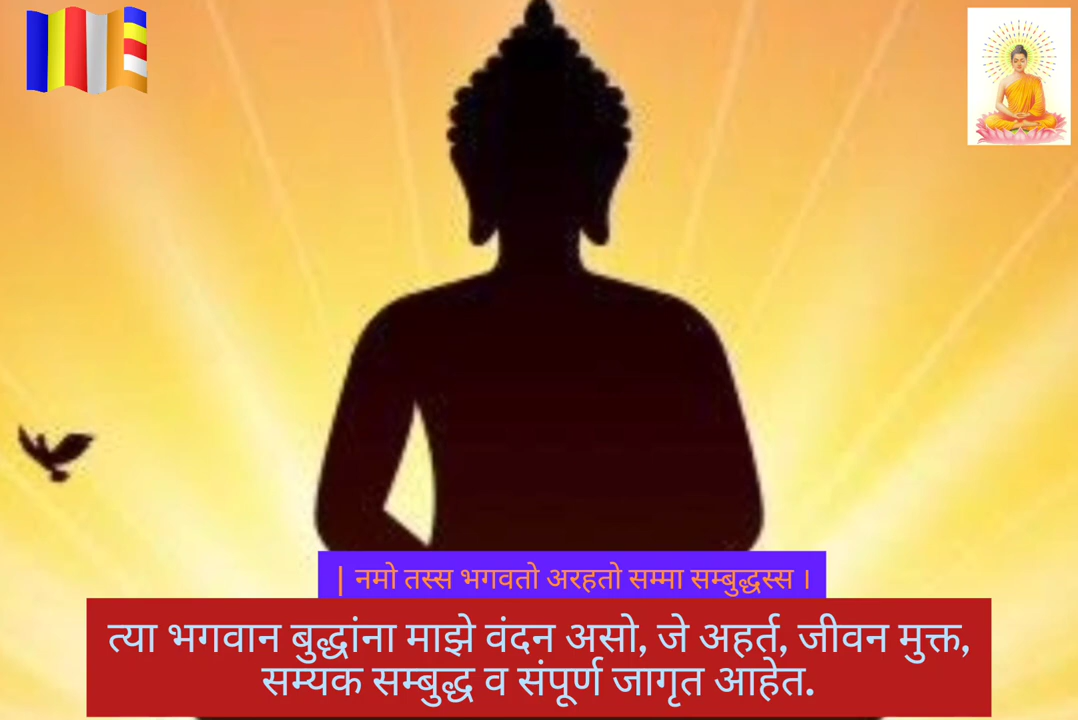 | नमो तस्स भगवतो अरहतो सम्मा सम्बुद्धस्स ।
त्या भगवान बुद्धांना माझे वंदन असो, जे अहर्त, जीवन मुक्त,
सम्यक सम्बुद्ध व संपूर्ण जागृत आहेत.